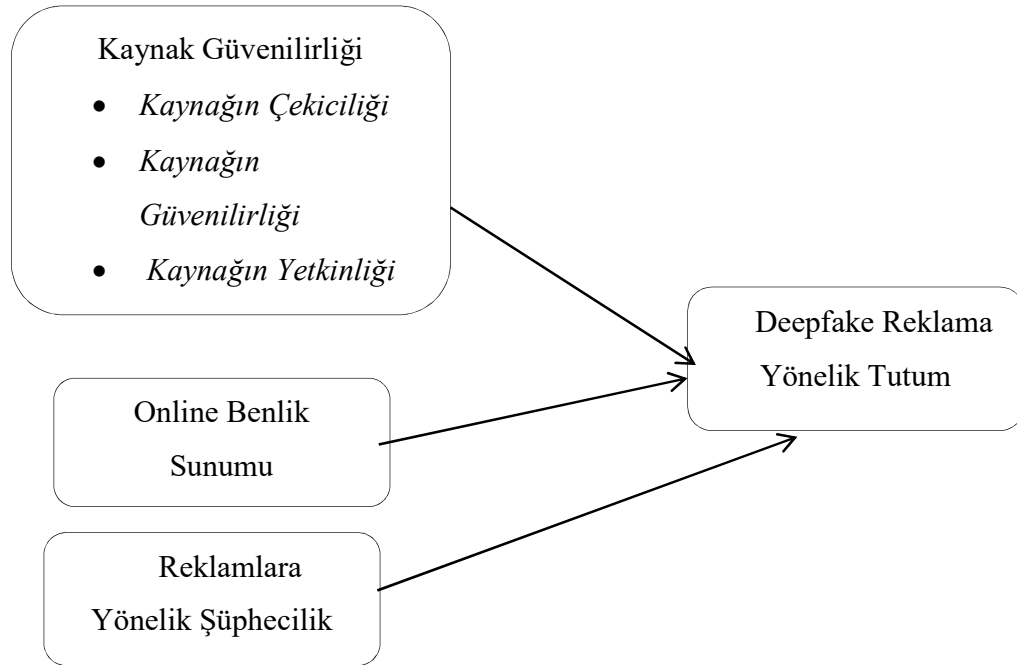 Kaynak Güvenilirliği
• Kaynağın Çekiciliği
• Kaynağın
Güvenilirliği
• Kaynağın Yetkinliği
Deepfake Reklama
Yönelik Tutum
Online Benlik
Sunumu
Reklamlara
Yönelik Şüphecilik